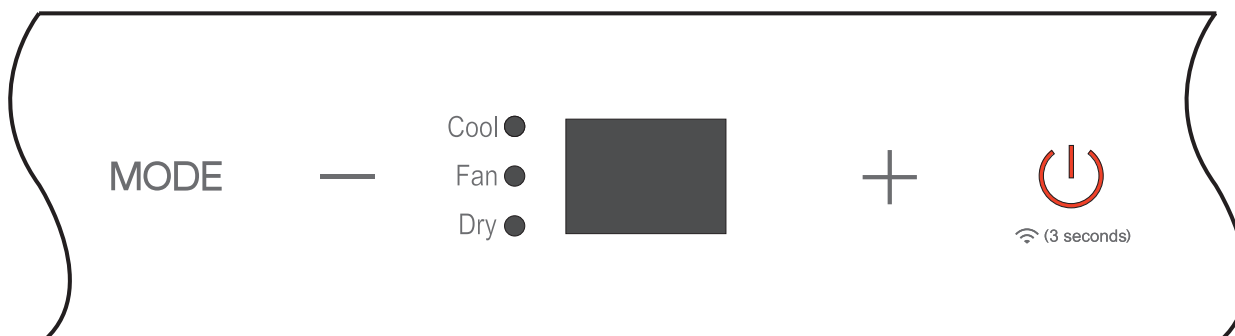 MODE
Cool
Fan
Dry
(3 seconds)